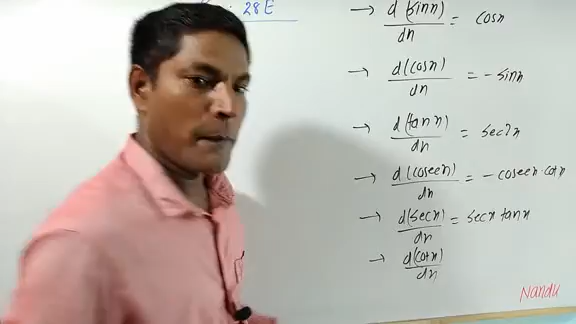 : 28E
→ d(sinx)/dx = cosx
→ d(cosx)/dx = -sinx
→ d(tanx)/dx = sec²x
→ d(cosecx)/dx = -cosecx·cotx
→ d(secx)/dx = secx tanx
→ d(cotx)/dx
Nandu